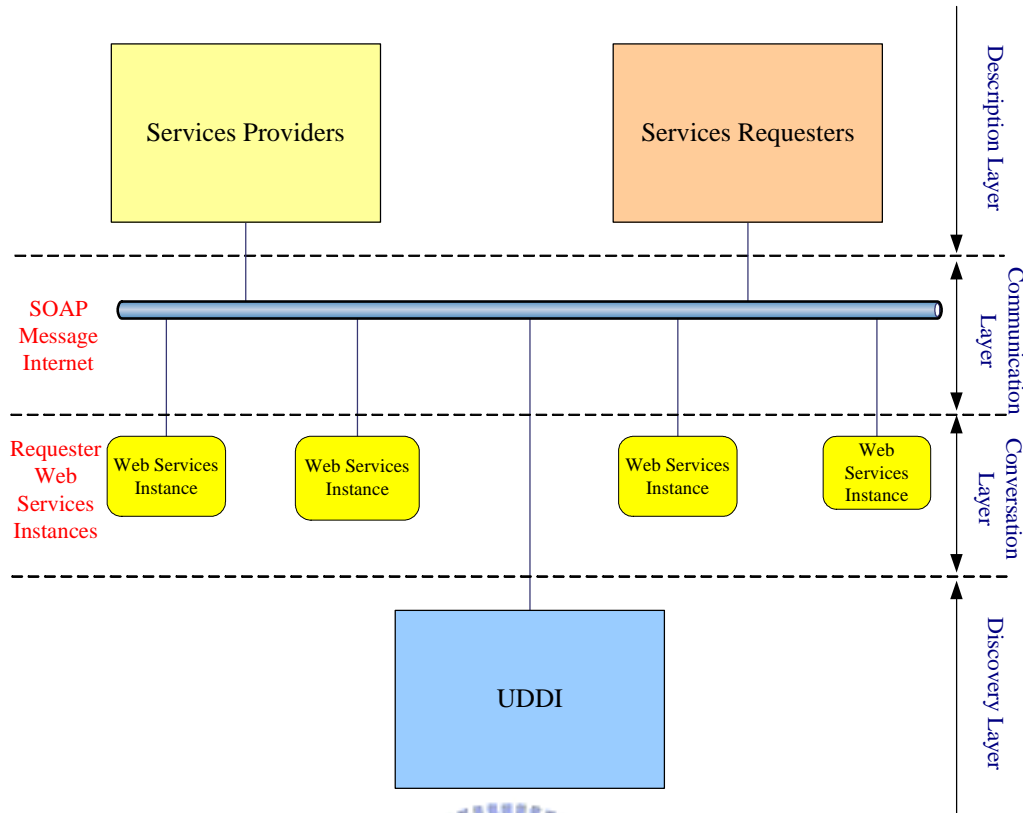 Services Providers
Services Requesters
Description Layer
SOAP
Message
Internet
Communication
Layer
Requester
Web
Services
Instances
Web Services
Instance
Web Services
Instance
Web Services
Instance
Web
Services
Instance
Conversation
Layer
UDDI
Discovery Layer